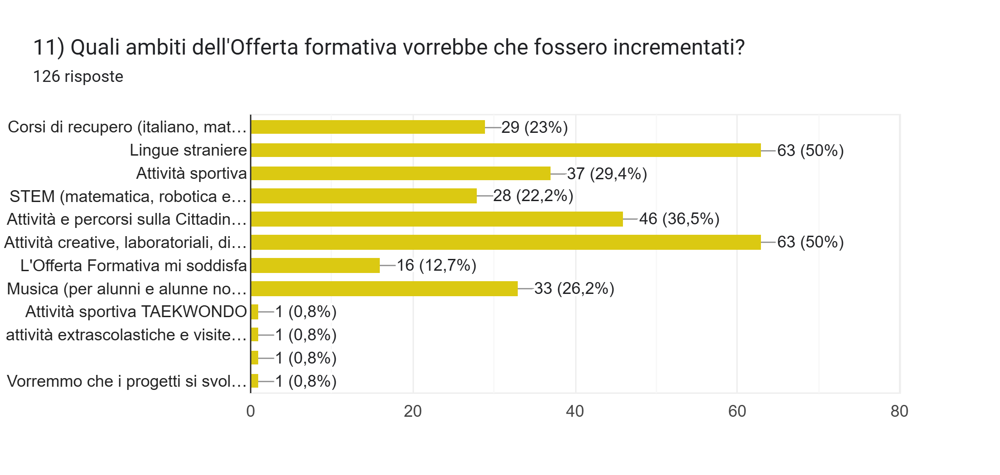 11) Quali ambiti dell'Offerta formativa vorrebbe che fossero incrementati?
126 risposte
Corsi di recupero (italiano, mat… 29 (23%)
Lingue straniere 63 (50%)
Attività sportiva 37 (29,4%)
STEM (matematica, robotica e… 28 (22,2%)
Attività e percorsi sulla Cittadin… 46 (36,5%)
Attività creative, laboratoriali, di… 63 (50%)
L'Offerta Formativa mi soddisfa 16 (12,7%)
Musica (per alunni e alunne no… 33 (26,2%)
Attività sportiva TAEKWONDO 1 (0,8%)
attività extrascolastiche e visite… 1 (0,8%)
1 (0,8%)
Vorremmo che i progetti si svol… 1 (0,8%)
0 20 40 60 80